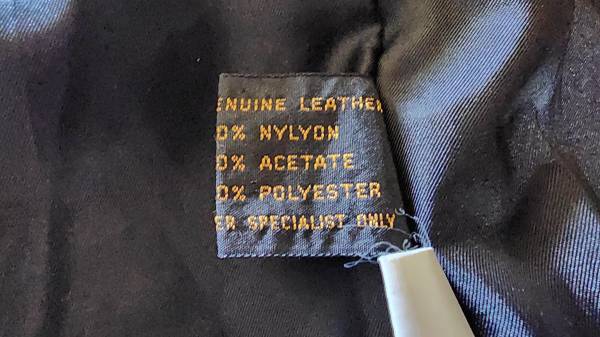 ENUINE LEATHER
0% NYLYON
0% ACETATE
0% POLYESTER
ER SPECIALIST ONLY